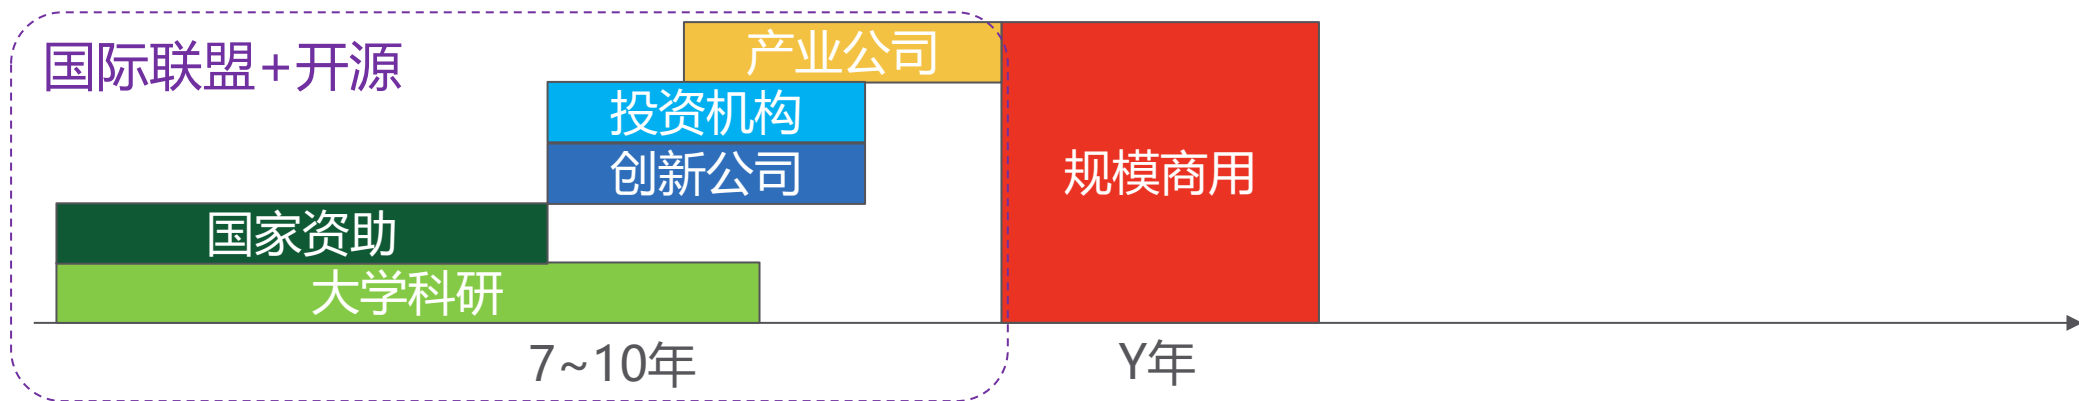 国际联盟+开源
产业公司
投资机构
创新公司
规模商用
国家资助
大学科研
7~10年
Y年